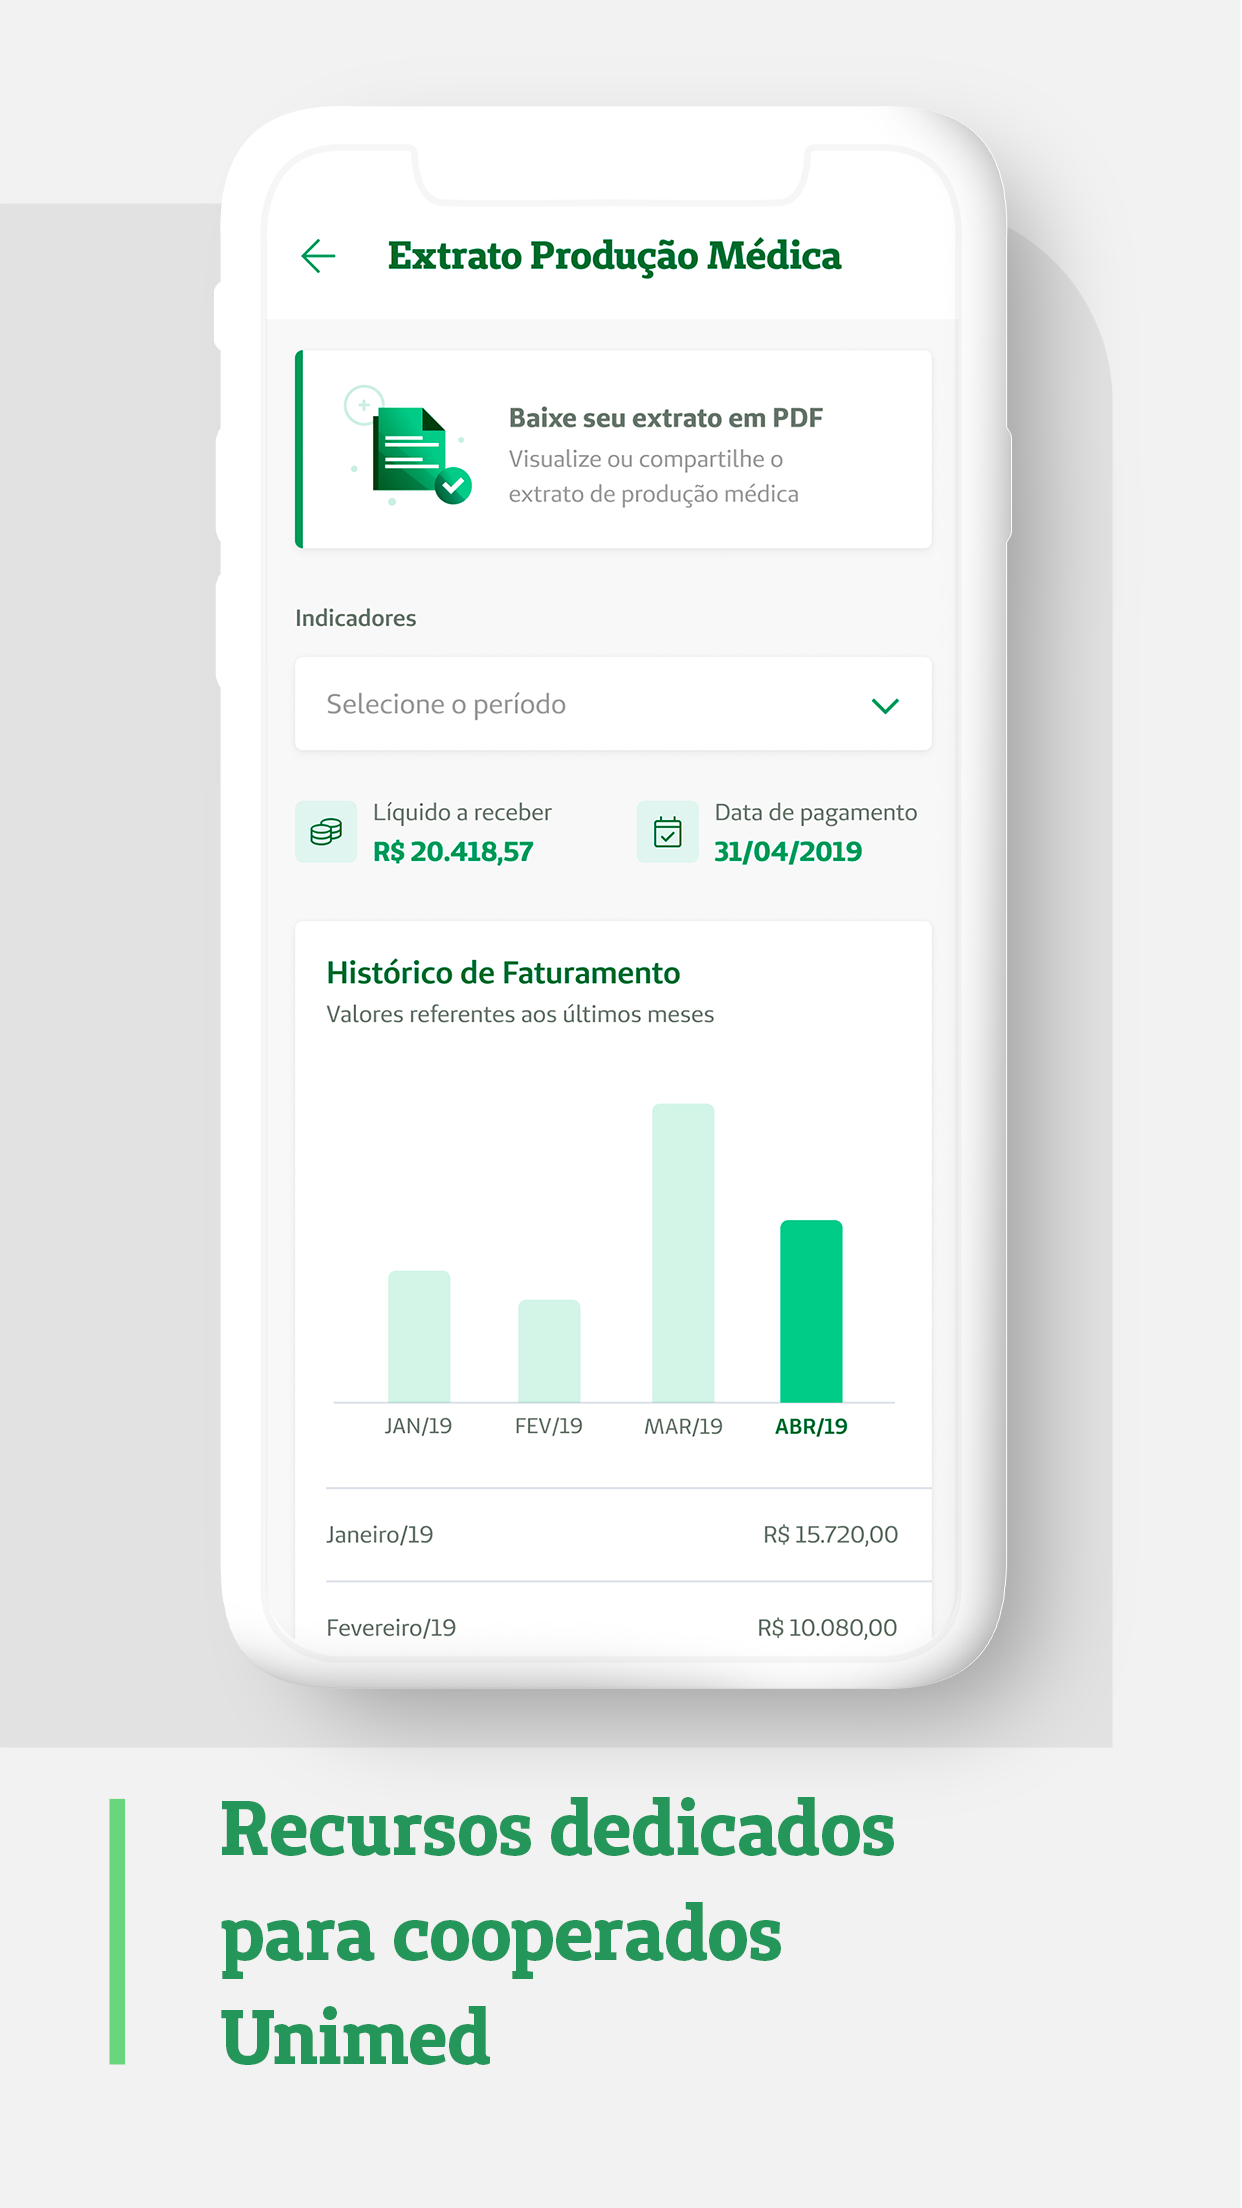 Extrato Produção Médica
Baixe seu extrato em PDF
Visualize ou compartilhe o
extrato de produção médica
Indicadores
Selecione o período
Líquido a receber
R$ 20.418,57
Data de pagamento
31/04/2019
Histórico de Faturamento
Valores referentes aos últimos meses
JAN/19 FEV/19 MAR/19 ABR/19
Janeiro/19 R$ 15.720,00
Fevereiro/19 R$ 10.080,00
Recursos dedicados
para cooperados
Unimed